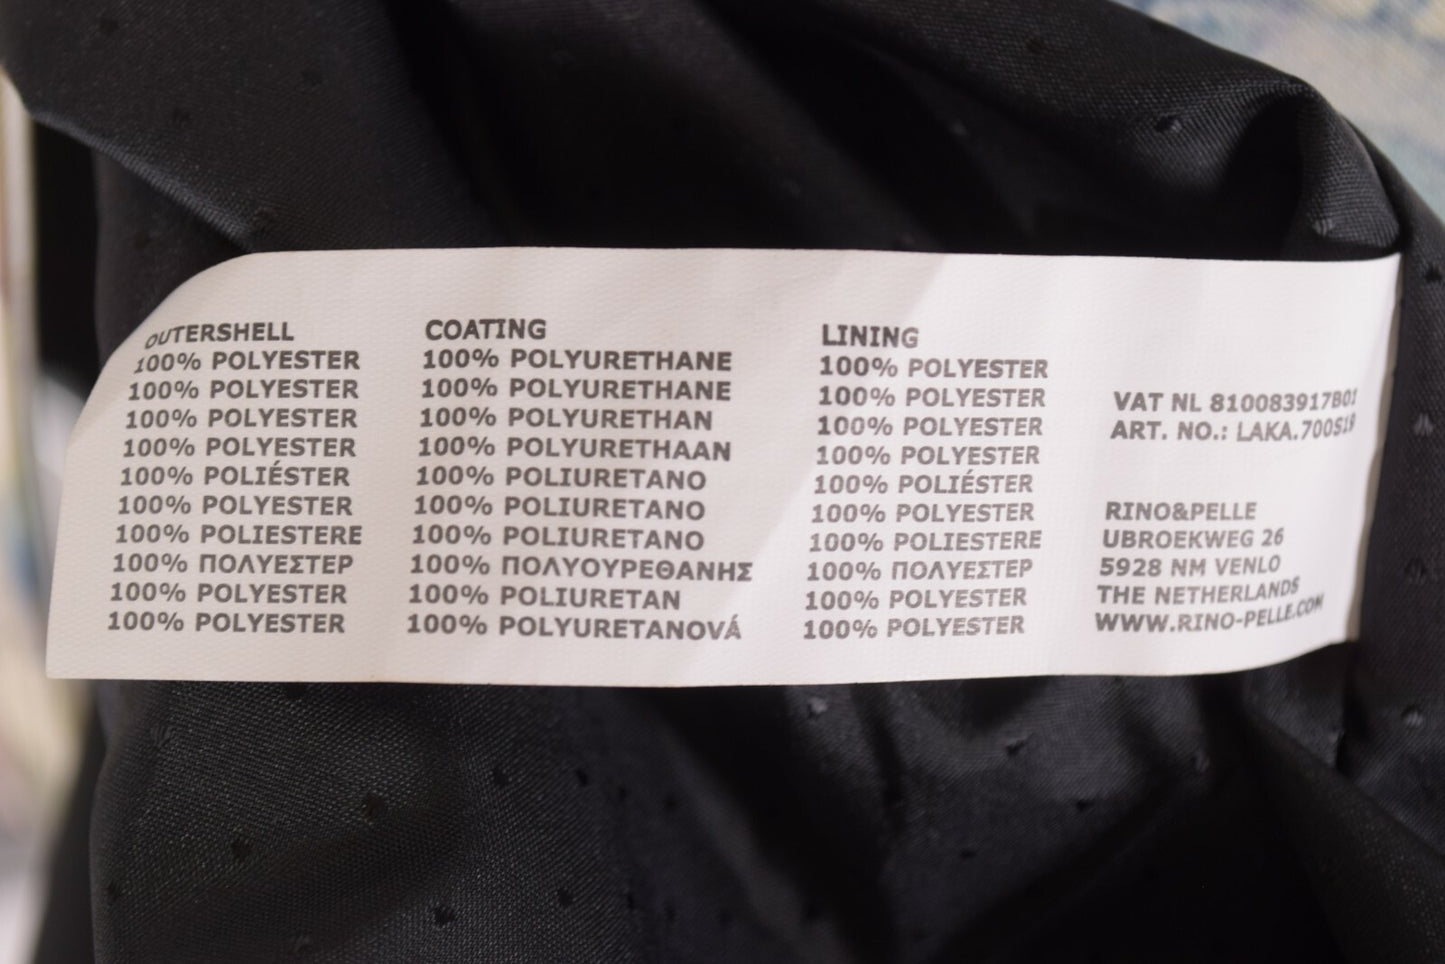 OUTERSHELL
100% POLYESTER
100% POLYESTER
100% POLYESTER
100% POLYESTER
100% POLIÉSTER
100% POLYESTER
100% POLIESTERE
100% ΠΟΛΥΕΣΤΕΡ
100% POLYESTER
100% POLYESTER
COATING
100% POLYURETHANE
100% POLYURETHANE
100% POLYURETHAN
100% POLYURETHAAN
100% POLIURETANO
100% POLIURETANO
100% POLIURETANO
100% ΠΟΛΥΟΥΡΕΘΑΝΗΣ
100% POLIURETAN
100% POLYURETANOVÁ
LINING
100% POLYESTER
100% POLYESTER
100% POLYESTER
100% POLYESTER
100% POLIÉSTER
100% POLYESTER
100% POLIESTERE
100% ΠΟΛΥΕΣΤΕΡ
100% POLYESTER
100% POLYESTER
VAT NL 810083917B01
ART. NO.: LAKA.700S19
RINO&PELLE
UBROEKWEG 26
5928 NM VENLO
THE NETHERLANDS
WWW.RINO-PELLE.COM